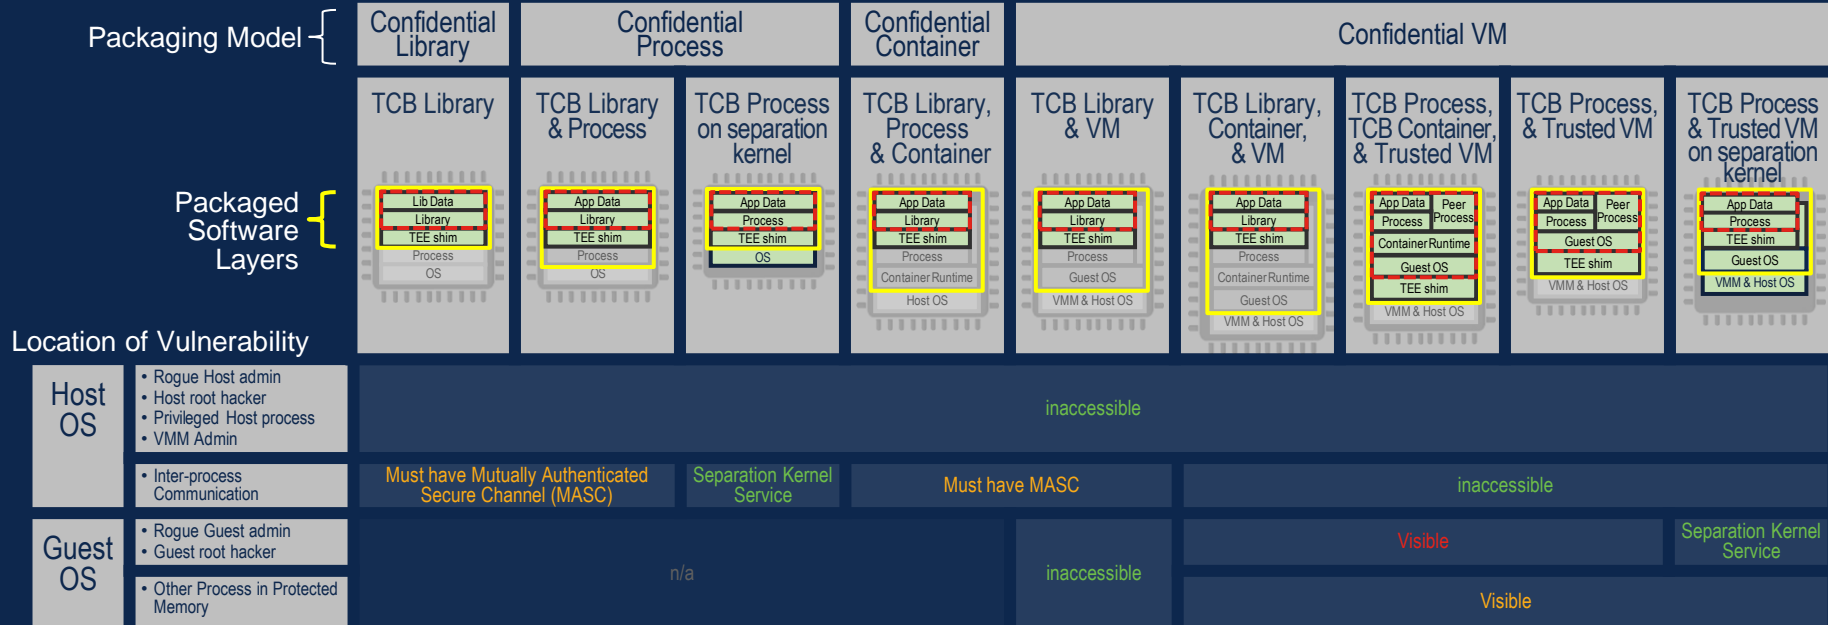 Packaging Model
Confidential
Library
Confidential
Process
Confidential
Container
Confidential VM
TCB Library
TCB Library
& Process
TCB Process
on separation
kernel
TCB Library,
Process
& Container
TCB Library
& VM
TCB Library,
Container,
& VM
TCB Process,
TCB Container,
& Trusted VM
TCB Process,
& Trusted VM
TCB Process
& Trusted VM
on separation
kernel
Packaged
Software
Layers
Lib Data
Library
TEE shim
Process
OS
App Data
Library
TEE shim
Process
OS
App Data
Process
TEE shim
OS
App Data
Library
TEE shim
Process
Container Runtime
Host OS
App Data
Library
TEE shim
Process
Guest OS
VMM & Host OS
App Data
Library
TEE shim
Process
Container Runtime
Guest OS
VMM & Host OS
App Data
Process
Peer
Process
Container Runtime
Guest OS
TEE shim
VMM & Host OS
App Data
Process
Peer
Process
Guest OS
TEE shim
VMM & Host OS
App Data
Process
TEE shim
Guest OS
VMM & Host OS
Location of Vulnerability
Host
OS
• Rogue Host admin
• Host root hacker
• Privileged Host process
• VMM Admin
inaccessible
• Inter-process
Communication
Must have Mutually Authenticated
Secure Channel (MASC)
Separation Kernel
Service
Must have MASC
inaccessible
Guest
OS
• Rogue Guest admin
• Guest root hacker
n/a
inaccessible
Visible
Separation Kernel
Service
• Other Process in Protected
Memory
Visible